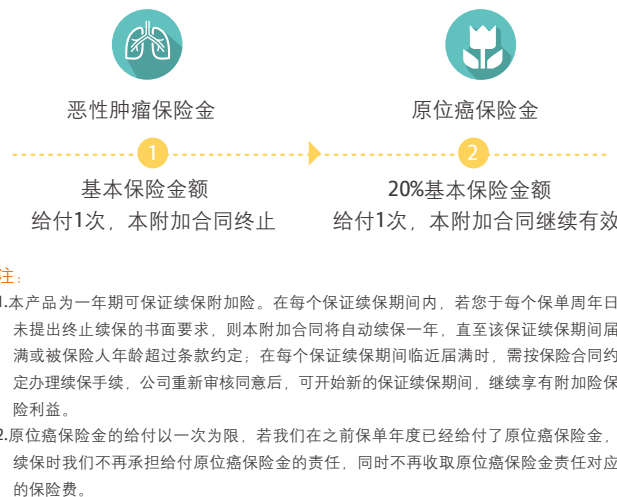 恶性肿瘤保险金
原位癌保险金
1
2
基本保险金额
20%基本保险金额
给付1次，本附加合同终止
给付1次，本附加合同继续有效
注：
1.本产品为一年期可保证续保附加险。在每个保证续保期间内，若您于每个保单周年日
未提出终止续保的书面要求，则本附加合同将自动续保一年，直至该保证续保期间届
满或被保险人年龄超过条款约定；在每个保证续保期间临近届满时，需按保险合同约
定办理续保手续，公司重新审核同意后，可开始新的保证续保期间，继续享有附加险保
险利益。
2.原位癌保险金的给付以一次为限，若我们在之前保单年度已经给付了原位癌保险金，
续保时我们不再承担给付原位癌保险金的责任，同时不再收取原位癌保险金责任对应
的保险费。